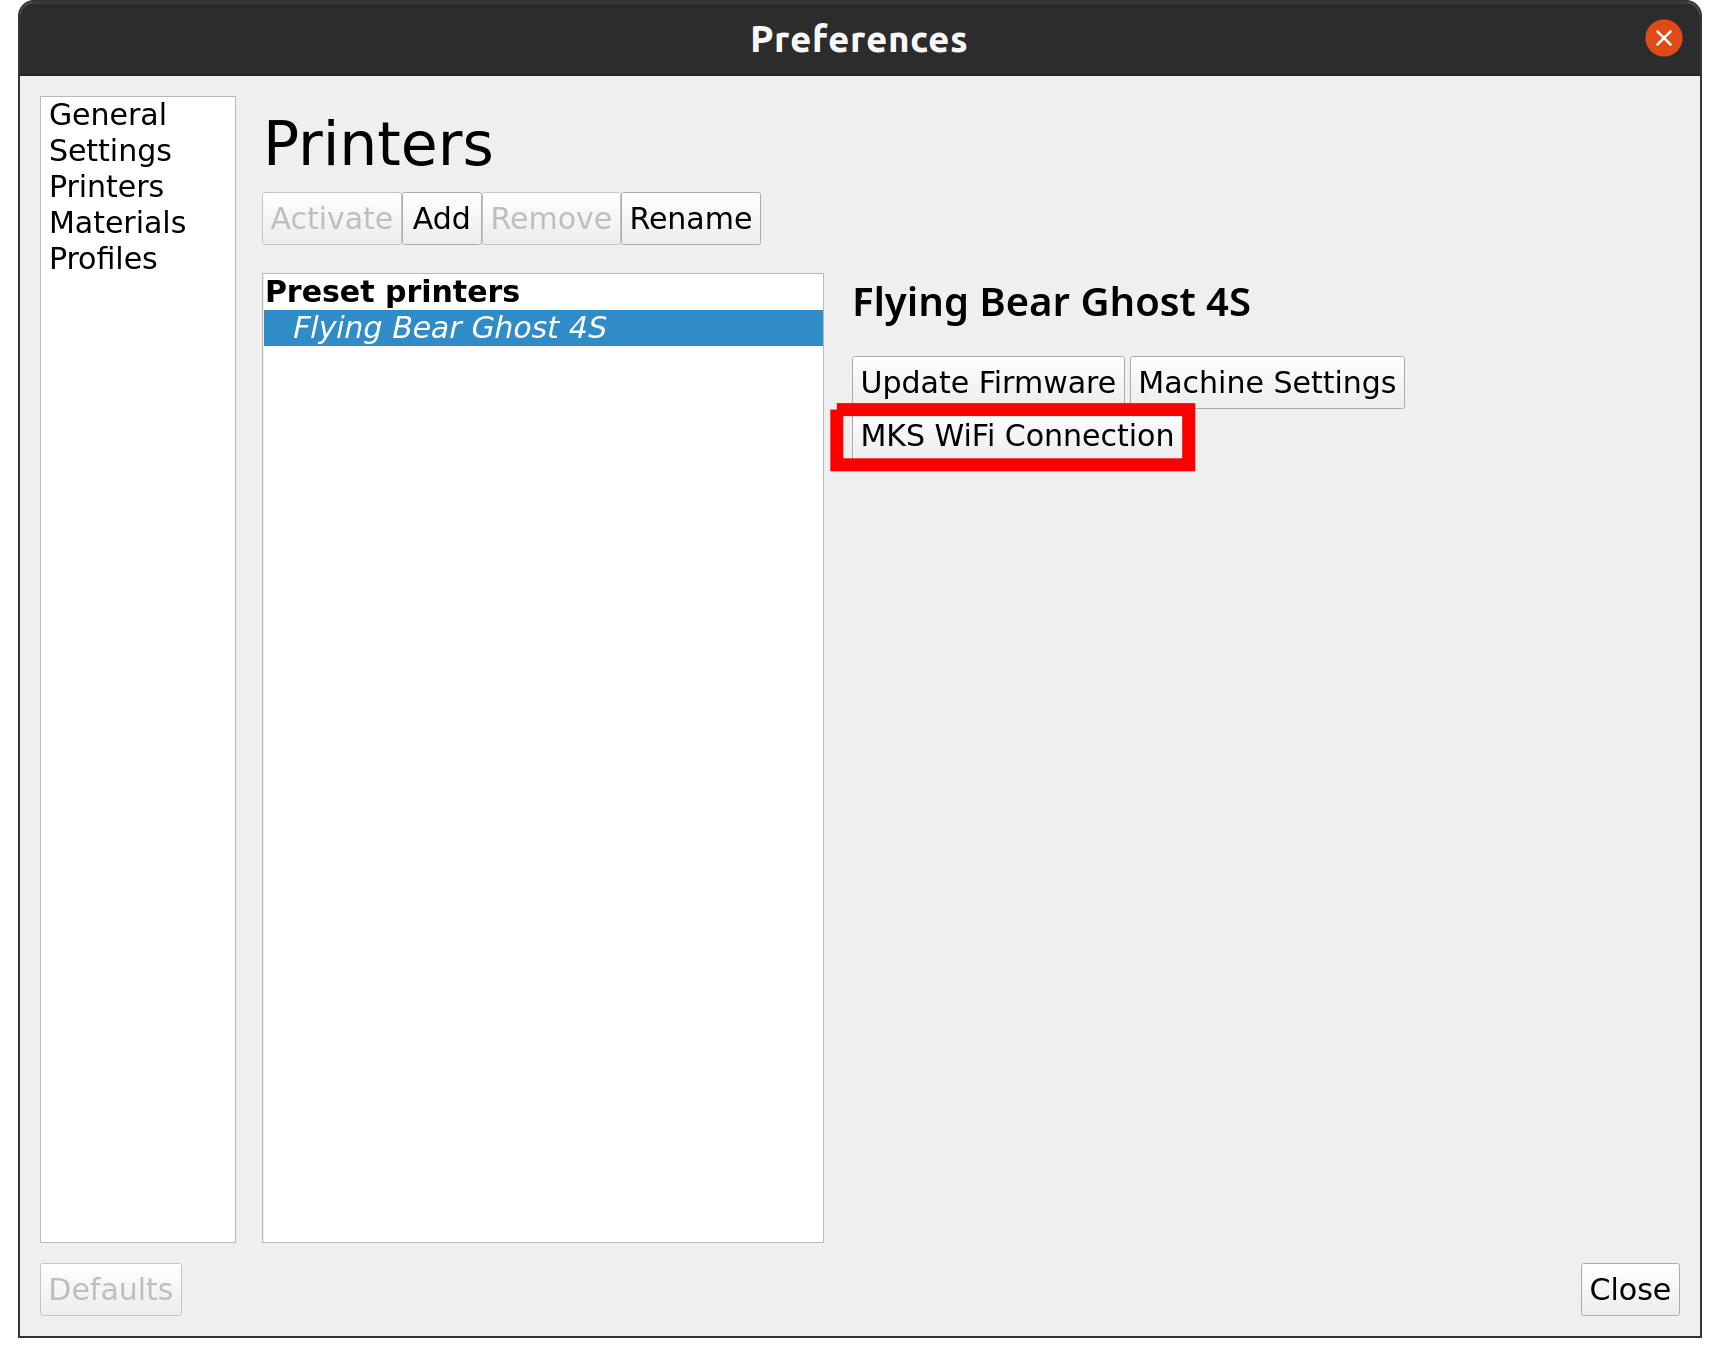 Preferences
General
Settings
Printers
Materials
Profiles
Printers
Activate Add Remove Rename
Preset printers
Flying Bear Ghost 4S
Flying Bear Ghost 4S
Update Firmware Machine Settings
MKS WiFi Connection
Defaults
Close